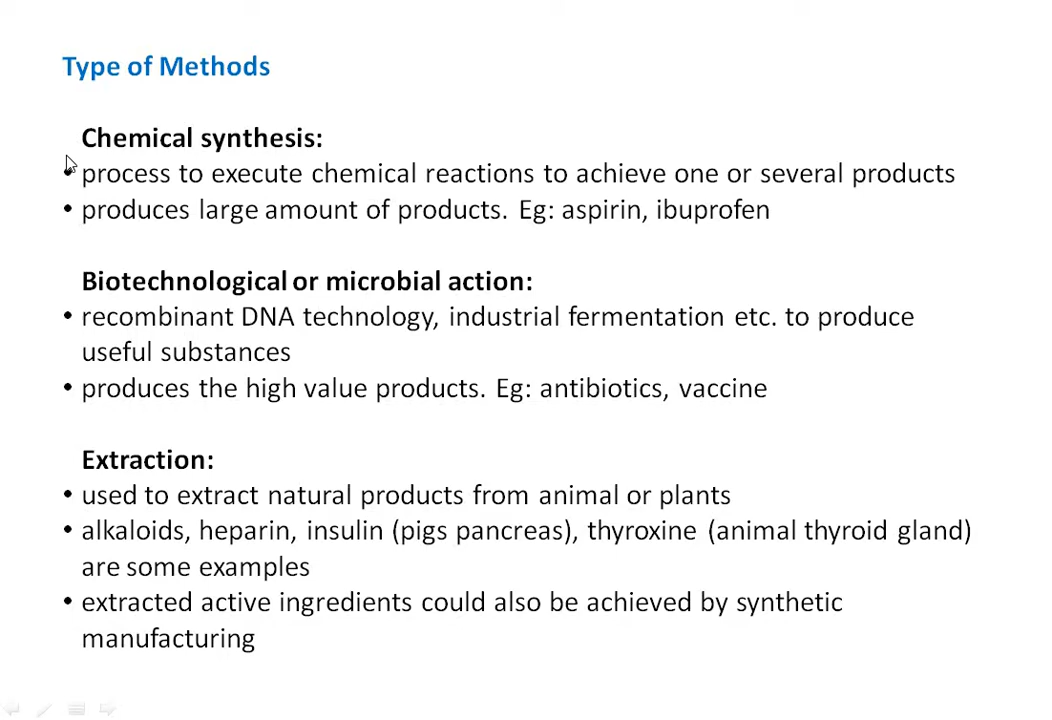 Type of Methods
Chemical synthesis:
• process to execute chemical reactions to achieve one or several products
• produces large amount of products. Eg: aspirin, ibuprofen
Biotechnological or microbial action:
• recombinant DNA technology, industrial fermentation etc. to produce
useful substances
• produces the high value products. Eg: antibiotics, vaccine
Extraction:
• used to extract natural products from animal or plants
• alkaloids, heparin, insulin (pigs pancreas), thyroxine (animal thyroid gland)
are some examples
• extracted active ingredients could also be achieved by synthetic
manufacturing